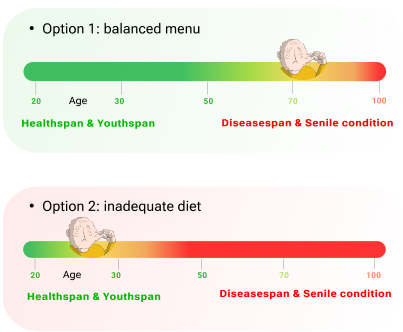 • Option 1: balanced menu
20 Age 30 50 70 100
Healthspan & Youthspan Diseasespan & Senile condition
• Option 2: inadequate diet
20 Age 30 50 70 100
Healthspan & Youthspan Diseasespan & Senile condition